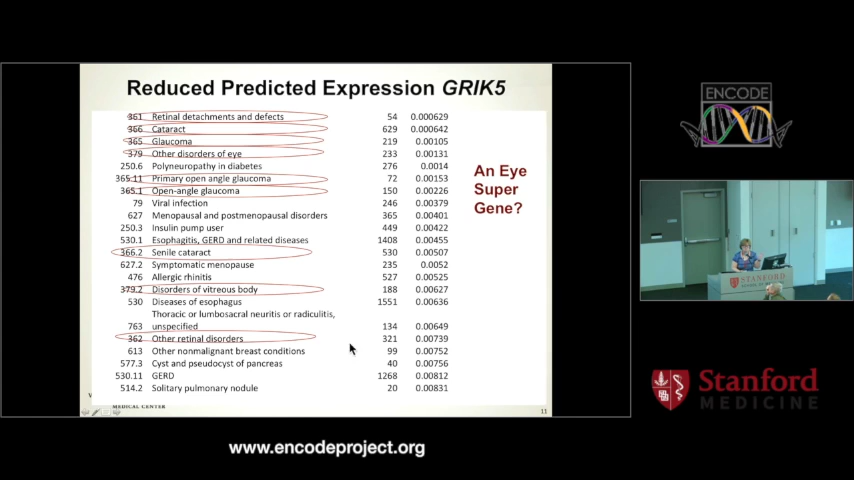 Reduced Predicted Expression GRIK5
361 Retinal detachments and defects 54 0.000629
366 Cataract 629 0.000642
365 Glaucoma 219 0.00105
379 Other disorders of eye 233 0.00131
250.6 Polyneuropathy in diabetes 276 0.0014
365.11 Primary open angle glaucoma 72 0.00153
365.1 Open-angle glaucoma 150 0.00226
79 Viral infection 246 0.00379
627 Menopausal and postmenopausal disorders 365 0.00401
250.3 Insulin pump user 449 0.00422
530.1 Esophagitis, GERD and related diseases 1408 0.00455
366.2 Senile cataract 530 0.00507
627.2 Symptomatic menopause 235 0.0052
476 Allergic rhinitis 527 0.00525
379.2 Disorders of vitreous body 188 0.00627
530 Diseases of esophagus 1551 0.00636
Thoracic or lumbosacral neuritis or radiculitis,
763 unspecified 134 0.00649
362 Other retinal disorders 321 0.00739
613 Other nonmalignant breast conditions 99 0.00752
577.3 Cyst and pseudocyst of pancreas 40 0.00756
530.11 GERD 1268 0.00812
514.2 Solitary pulmonary nodule 20 0.00831
An Eye
Super
Gene?
MEDICAL CENTER
11
ENCODE
STANFORD
Stanford
MEDICINE
www.encodeproject.org